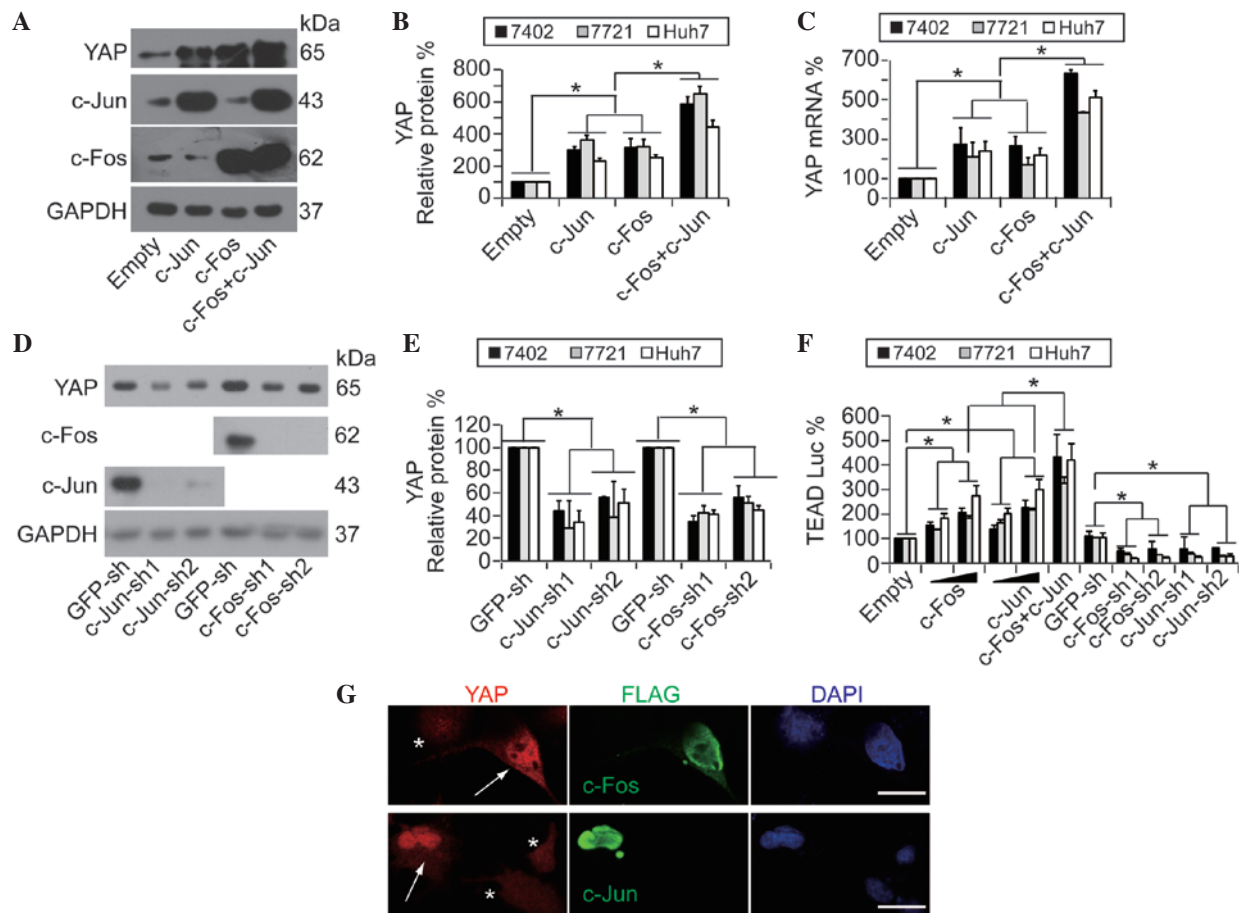 A
kDa
YAP
65
c-Jun
43
c-Fos
62
GAPDH
37
Empty
c-Jun
c-Fos
c-Fos+c-Jun
B
7402 7721 Huh7
YAP
Relative protein %
800
600
400
200
0
*
*
Empty
c-Jun
c-Fos
c-Fos+c-Jun
C
7402 7721 Huh7
YAP mRNA %
700
500
300
100
0
*
*
Empty
c-Jun
c-Fos
c-Fos+c-Jun
D
kDa
YAP
65
c-Fos
62
c-Jun
43
GAPDH
37
GFP-sh
c-Jun-sh1
c-Jun-sh2
GFP-sh
c-Fos-sh1
c-Fos-sh2
E
7402 7721 Huh7
YAP
Relative protein %
120
100
80
60
40
20
0
*
*
GFP-sh
c-Jun-sh1
c-Jun-sh2
GFP-sh
c-Fos-sh1
c-Fos-sh2
F
7402 7721 Huh7
TEAD Luc %
600
500
400
300
200
100
0
*
*
*
*
*
Empty
c-Fos
c-Jun
c-Fos+c-Jun
GFP-sh
c-Fos-sh1
c-Fos-sh2
c-Jun-sh1
c-Jun-sh2
G
YAP FLAG DAPI
*
c-Fos
*
*
c-Jun